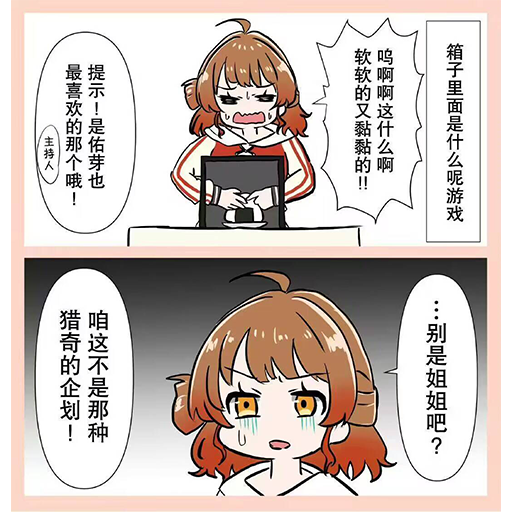 箱子里面是什么呢游戏
呜啊啊这什么啊
软软的又黏黏的!!
提示!是佑芽也
最喜欢的那个哦!
主持人
…别是姐姐吧?
咱这不是那种
猎奇的企划!